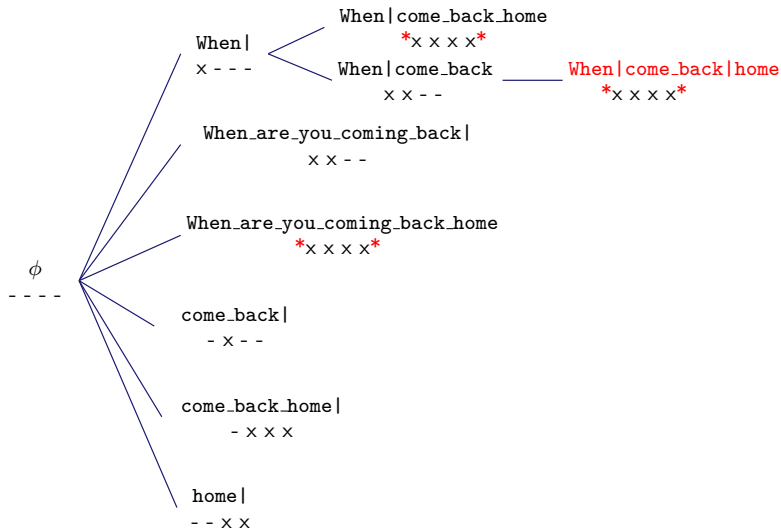 When|come_back_home
*x x x x*
When|
x - - -
When|come_back
x x - -
When|come_back|home
*x x x x*
When_are_you_coming_back|
x x - -
When_are_you_coming_back_home
*x x x x*
ϕ
- - - -
come_back|
- x - -
come_back_home|
- x x x
home|
- - x x